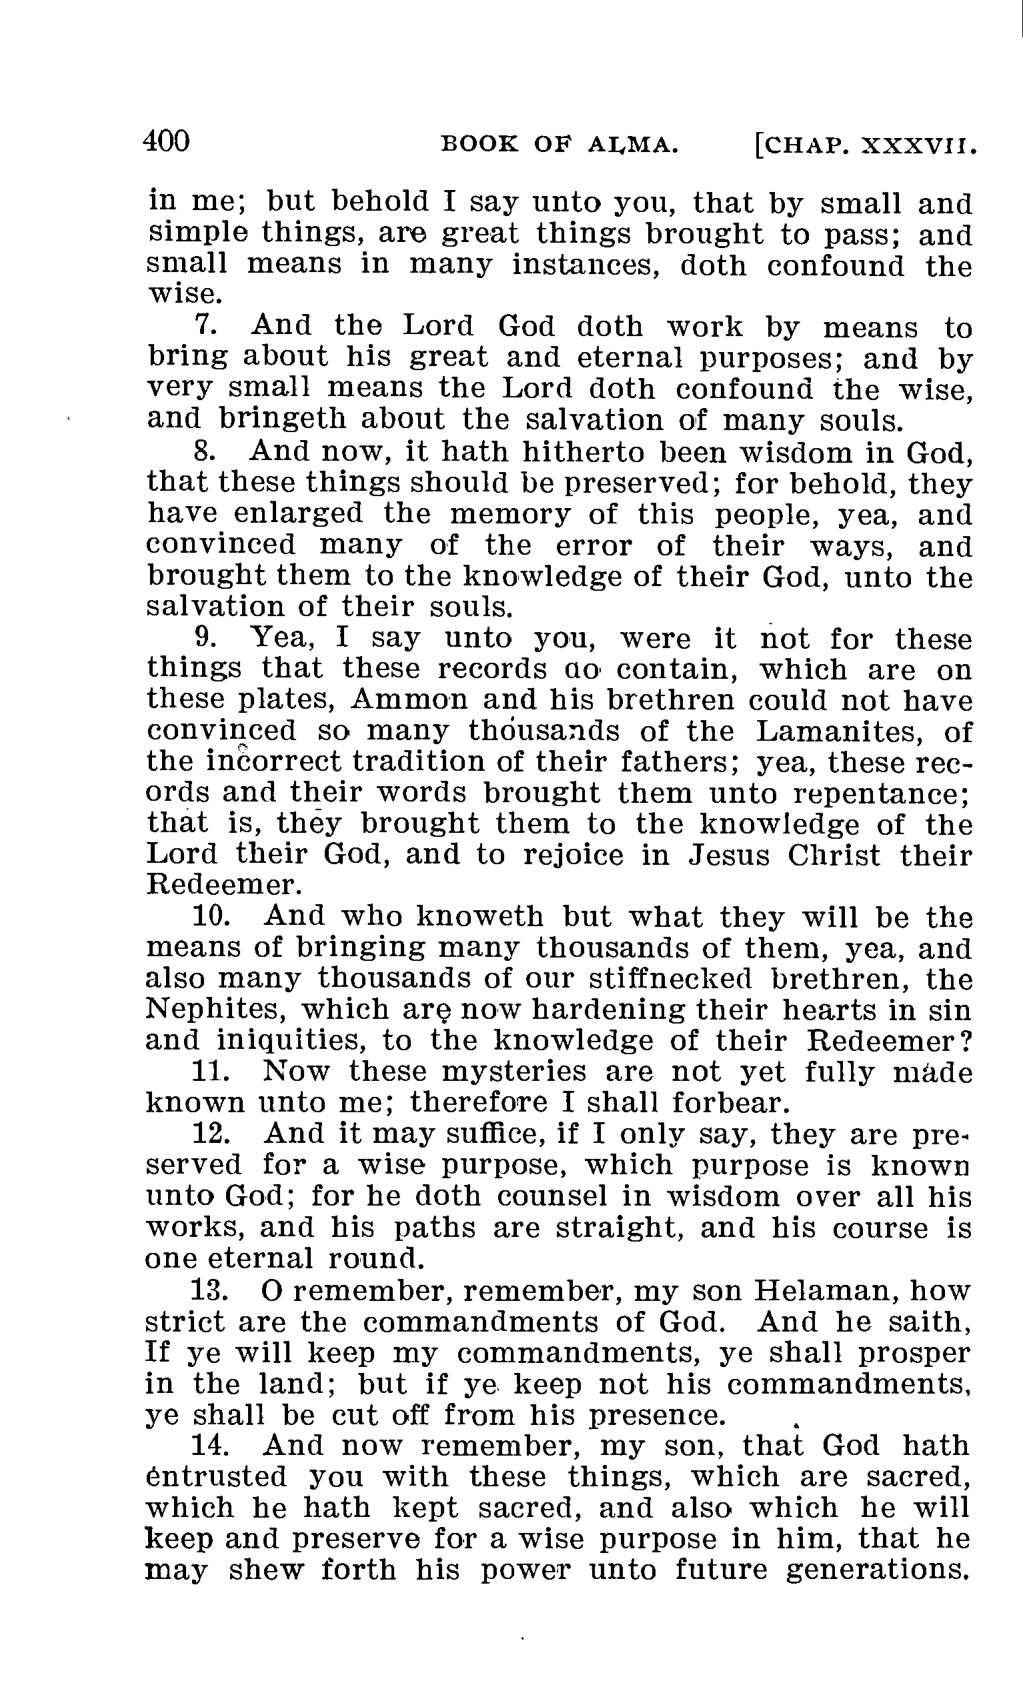 400 BOOK OF ALMA. [CHAP. XXXVII.
in me; but behold I say unto you, that by small and
simple things, are great things brought to pass; and
small means in many instances, doth confound the
wise.
7. And the Lord God doth work by means to
bring about his great and eternal purposes; and by
very small means the Lord doth confound the wise,
and bringeth about the salvation of many souls.
8. And now, it hath hitherto been wisdom in God,
that these things should be preserved; for behold, they
have enlarged the memory of this people, yea, and
convinced many of the error of their ways, and
brought them to the knowledge of their God, unto the
salvation of their souls.
9. Yea, I say unto you, were it not for these
things that these records do contain, which are on
these plates, Ammon and his brethren could not have
convinced so many thousands of the Lamanites, of
the incorrect tradition of their fathers; yea, these rec-
ords and their words brought them unto repentance;
that is, they brought them to the knowledge of the
Lord their God, and to rejoice in Jesus Christ their
Redeemer.
10. And who knoweth but what they will be the
means of bringing many thousands of them, yea, and
also many thousands of our stiffnecked brethren, the
Nephites, which are now hardening their hearts in sin
and iniquities, to the knowledge of their Redeemer?
11. Now these mysteries are not yet fully made
known unto me; therefore I shall forbear.
12. And it may suffice, if I only say, they are pre-
served for a wise purpose, which purpose is known
unto God; for he doth counsel in wisdom over all his
works, and his paths are straight, and his course is
one eternal round.
13. O remember, remember, my son Helaman, how
strict are the commandments of God. And he saith,
If ye will keep my commandments, ye shall prosper
in the land; but if ye keep not his commandments,
ye shall be cut off from his presence.
14. And now remember, my son, that God hath
entrusted you with these things, which are sacred,
which he hath kept sacred, and also which he will
keep and preserve for a wise purpose in him, that he
may shew forth his power unto future generations.